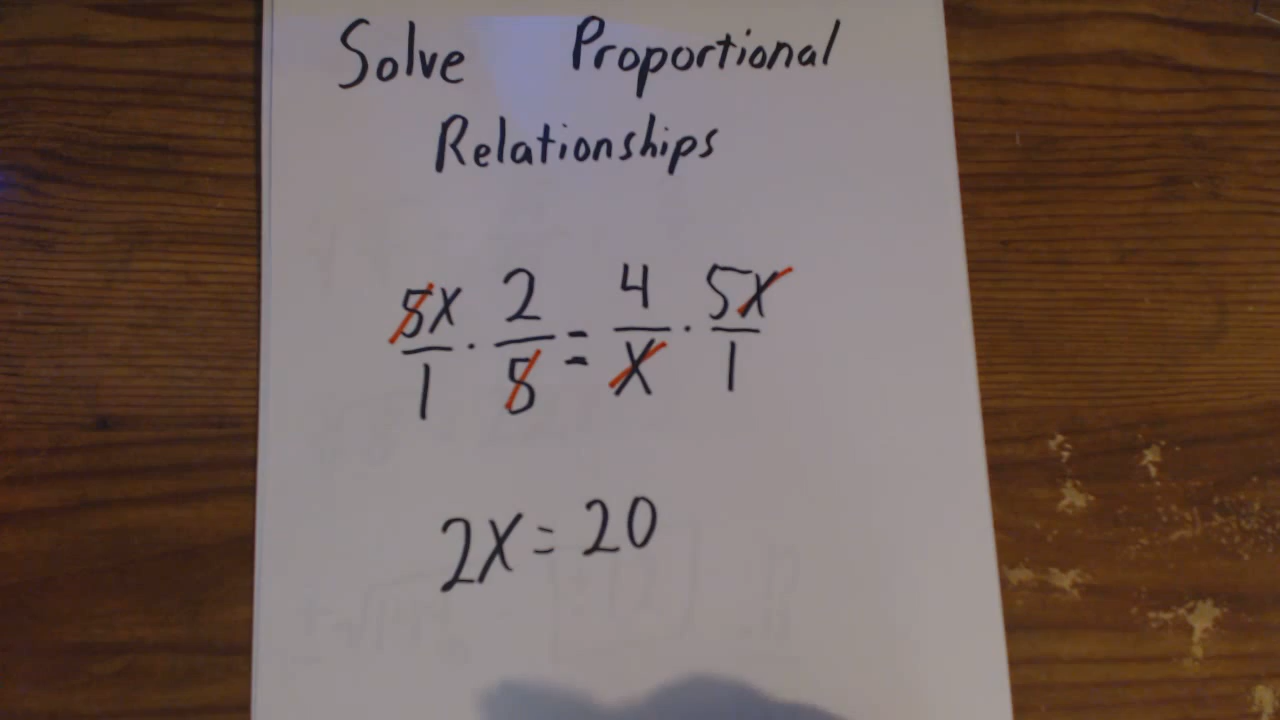 Solve Proportional
Relationships
5x/1 · 2/5 = 4/x · 5x/1
2x = 20